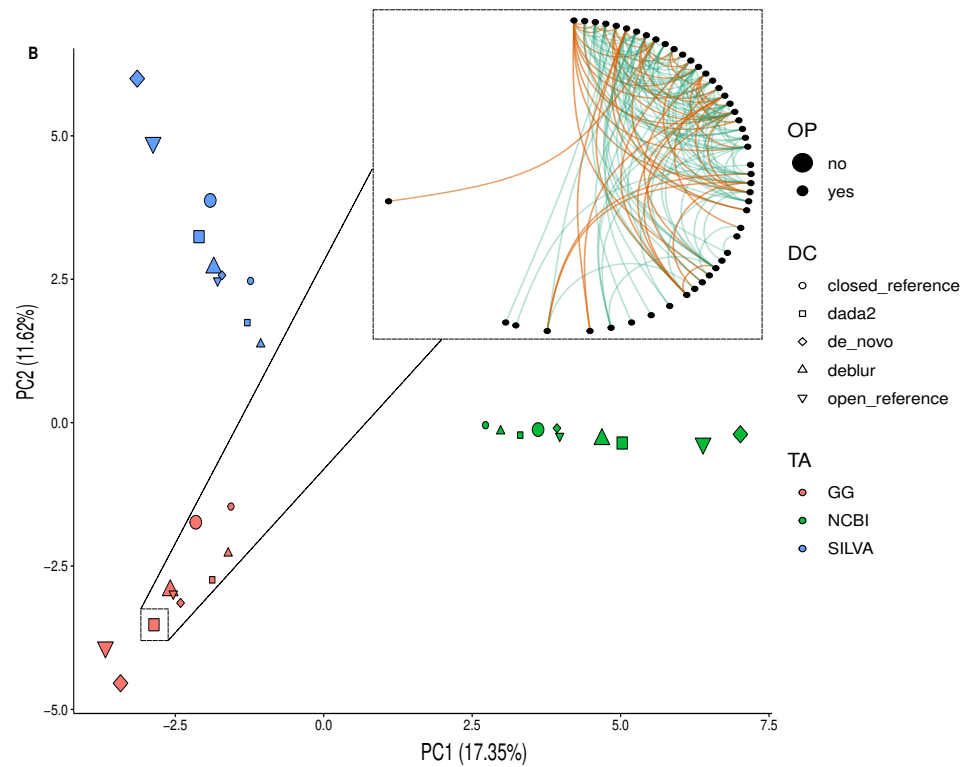 B
5.0
2.5
0.0
−2.5
−5.0
PC2 (11.62%)
−2.5
0.0
2.5
5.0
7.5
PC1 (17.35%)
OP
no
yes
DC
closed_reference
dada2
de_novo
deblur
open_reference
TA
GG
NCBI
SILVA